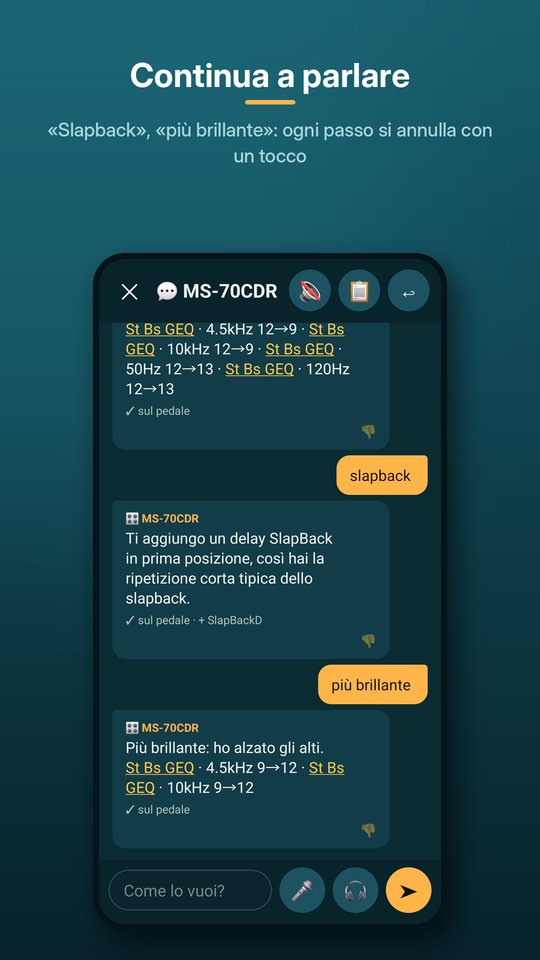 Continua a parlare
«Slapback», «più brillante»: ogni passo si annulla con
un tocco
MS-70CDR
St Bs GEQ · 4.5kHz 12→9 · St Bs
GEQ · 10kHz 12→9 · St Bs GEQ ·
50Hz 12→13 · St Bs GEQ · 120Hz
12→13
✓ sul pedale
slapback
MS-70CDR
Ti aggiungo un delay SlapBack
in prima posizione, così hai la
ripetizione corta tipica dello
slapback.
✓ sul pedale · + SlapBackD
più brillante
MS-70CDR
Più brillante: ho alzato gli alti.
St Bs GEQ · 4.5kHz 9→12 · St Bs
GEQ · 10kHz 9→12
✓ sul pedale
Come lo vuoi?